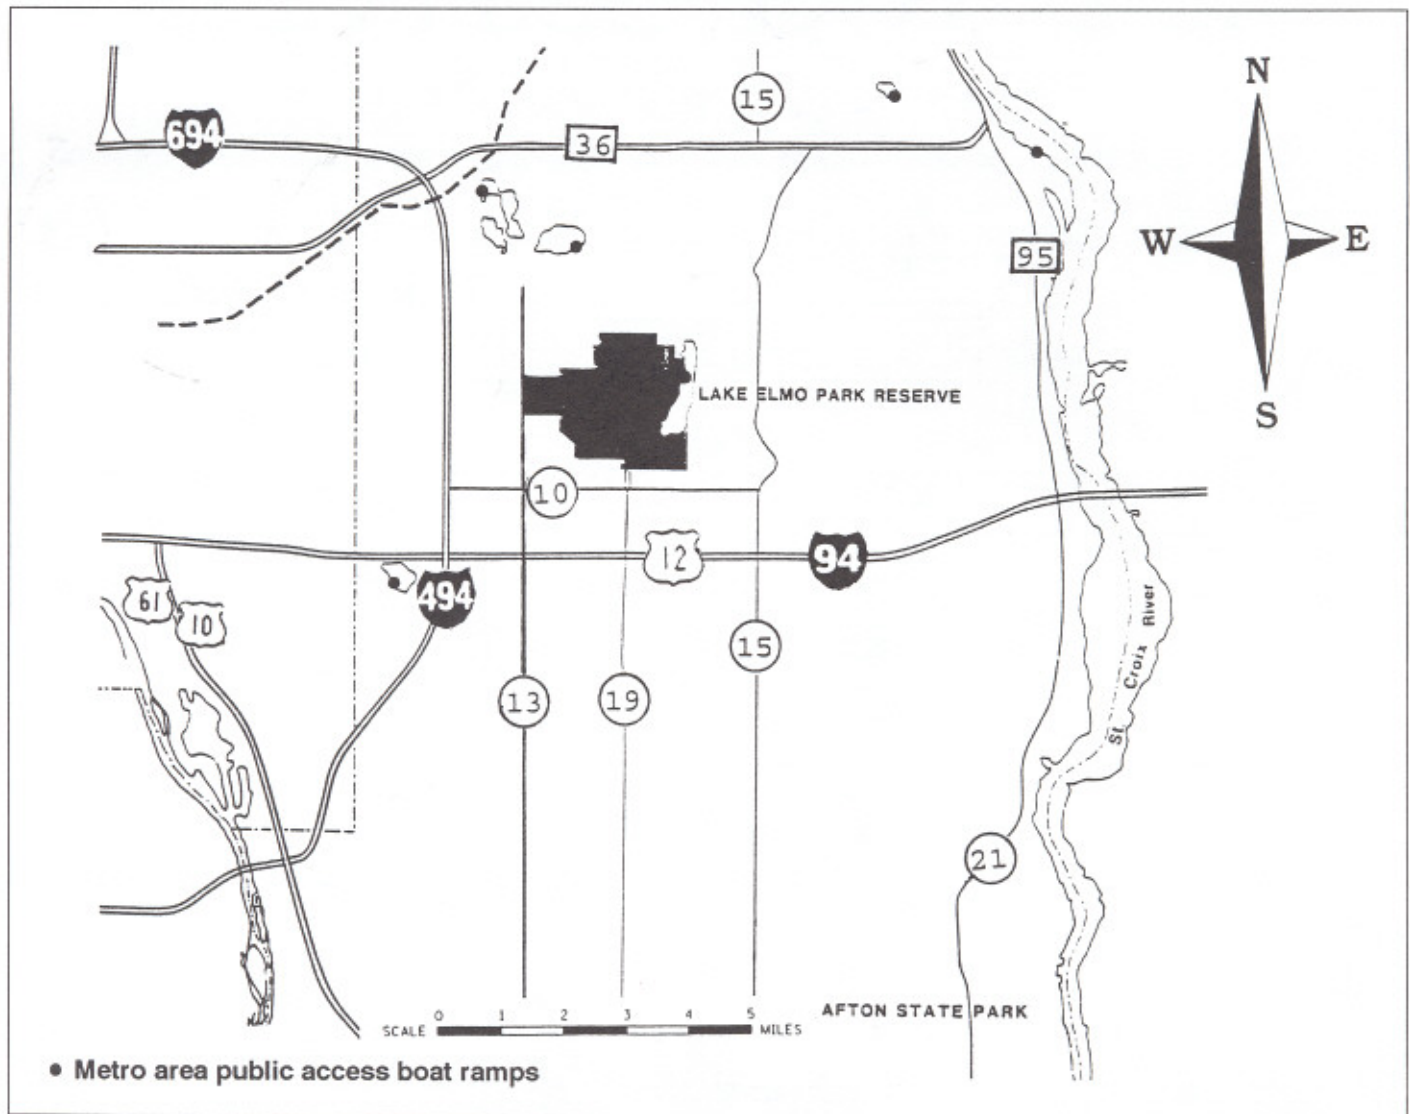 N
15
694
36
W
E
95
LAKE ELMO PARK RESERVE
S
10
12
94
494
61
10
15
St. Croix River
13
19
21
AFTON STATE PARK
0 1 2 3 4 5
SCALE MILES
• Metro area public access boat ramps